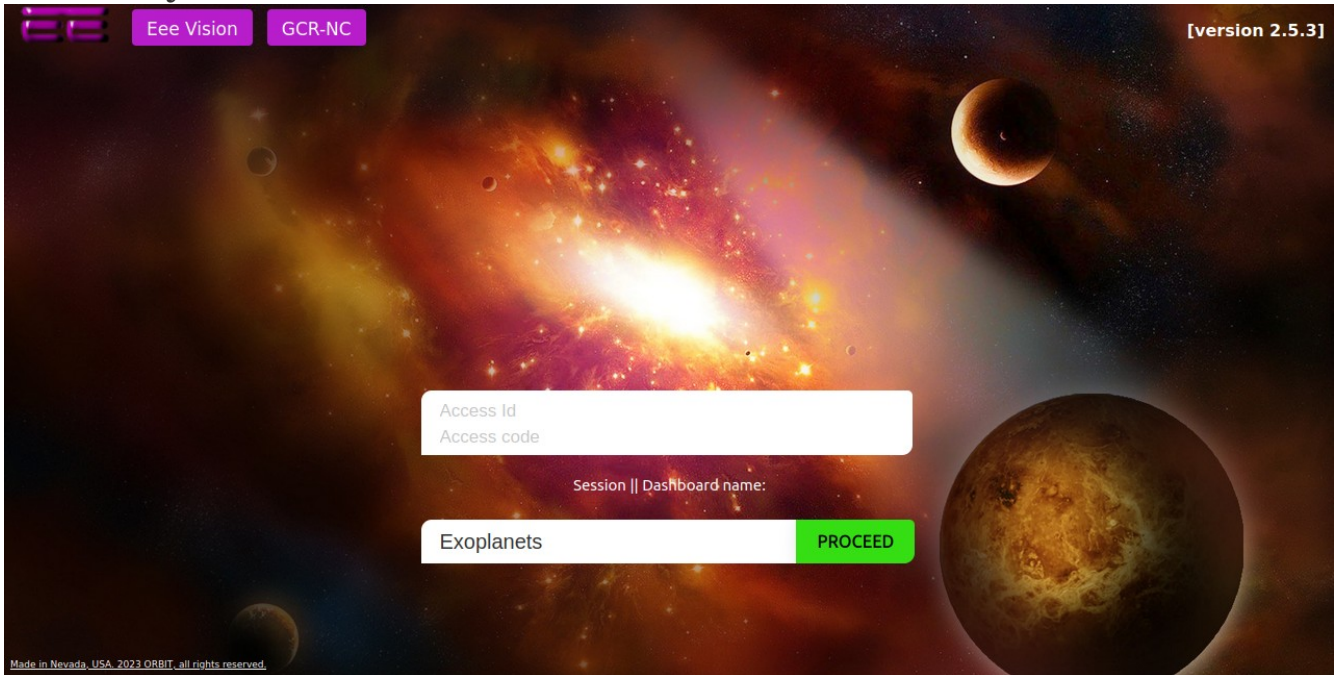 EE Eee Vision GCR-NC [version 2.5.3]
Access Id
Access code
Session || Dashboard name:
Exoplanets PROCEED
Made in Nevada, USA. 2023 ORBIT, all rights reserved.